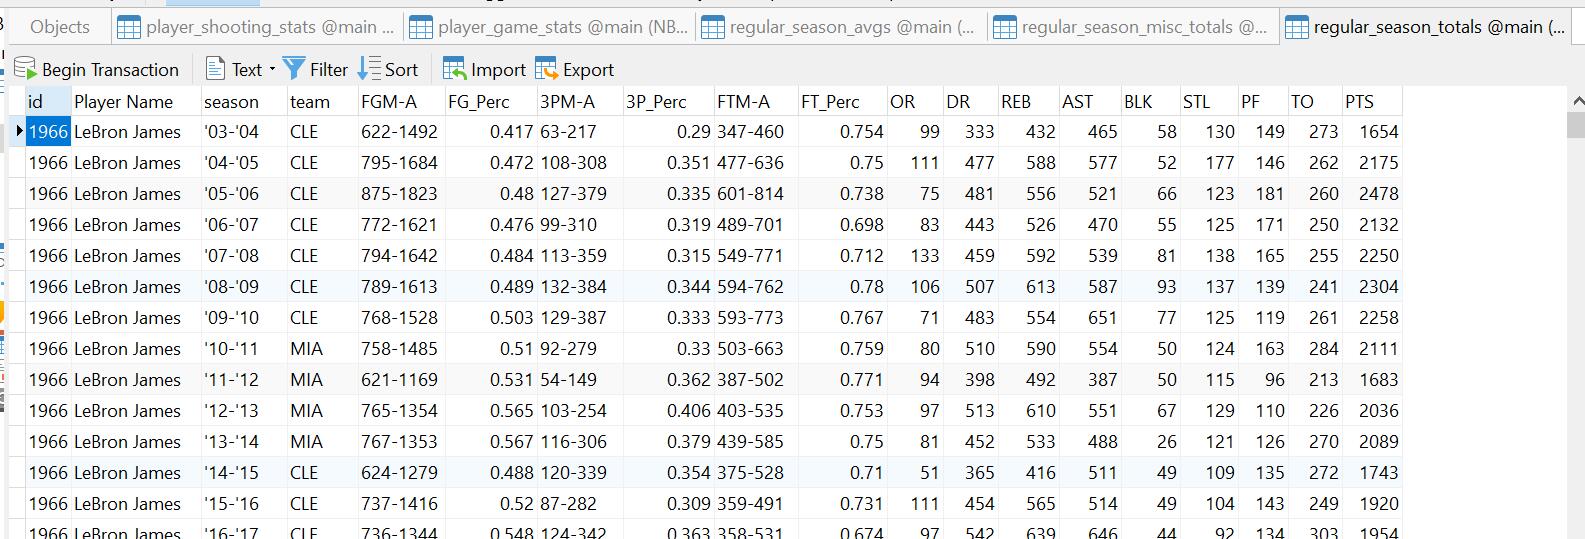 Objects player_shooting_stats @main ... player_game_stats @main (NB... regular_season_avgs @main (... regular_season_misc_totals @... regular_season_totals @main (...
Begin Transaction Text Filter Sort Import Export
id Player Name season team FGM-A FG_Perc 3PM-A 3P_Perc FTM-A FT_Perc OR DR REB AST BLK STL PF TO PTS
1966 LeBron James '03-'04 CLE 622-1492 0.417 63-217 0.29 347-460 0.754 99 333 432 465 58 130 149 273 1654
1966 LeBron James '04-'05 CLE 795-1684 0.472 108-308 0.351 477-636 0.75 111 477 588 577 52 177 146 262 2175
1966 LeBron James '05-'06 CLE 875-1823 0.48 127-379 0.335 601-814 0.738 75 481 556 521 66 123 181 260 2478
1966 LeBron James '06-'07 CLE 772-1621 0.476 99-310 0.319 489-701 0.698 83 443 526 470 55 125 171 250 2132
1966 LeBron James '07-'08 CLE 794-1642 0.484 113-359 0.315 549-771 0.712 133 459 592 539 81 138 165 255 2250
1966 LeBron James '08-'09 CLE 789-1613 0.489 132-384 0.344 594-762 0.78 106 507 613 587 93 137 139 241 2304
1966 LeBron James '09-'10 CLE 768-1528 0.503 129-387 0.333 593-773 0.767 71 483 554 651 77 125 119 261 2258
1966 LeBron James '10-'11 MIA 758-1485 0.51 92-279 0.33 503-663 0.759 80 510 590 554 50 124 163 284 2111
1966 LeBron James '11-'12 MIA 621-1169 0.531 54-149 0.362 387-502 0.771 94 398 492 387 50 115 96 213 1683
1966 LeBron James '12-'13 MIA 765-1354 0.565 103-254 0.406 403-535 0.753 97 513 610 551 67 129 110 226 2036
1966 LeBron James '13-'14 MIA 767-1353 0.567 116-306 0.379 439-585 0.75 81 452 533 488 26 121 126 270 2089
1966 LeBron James '14-'15 CLE 624-1279 0.488 120-339 0.354 375-528 0.71 51 365 416 511 49 109 135 272 1743
1966 LeBron James '15-'16 CLE 737-1416 0.52 87-282 0.309 359-491 0.731 111 454 565 514 49 104 143 249 1920
1966 LeBron James '16-'17 CLE 736-1344 0.548 124-342 0.363 358-531 0.674 97 542 639 646 44 92 134 303 1954